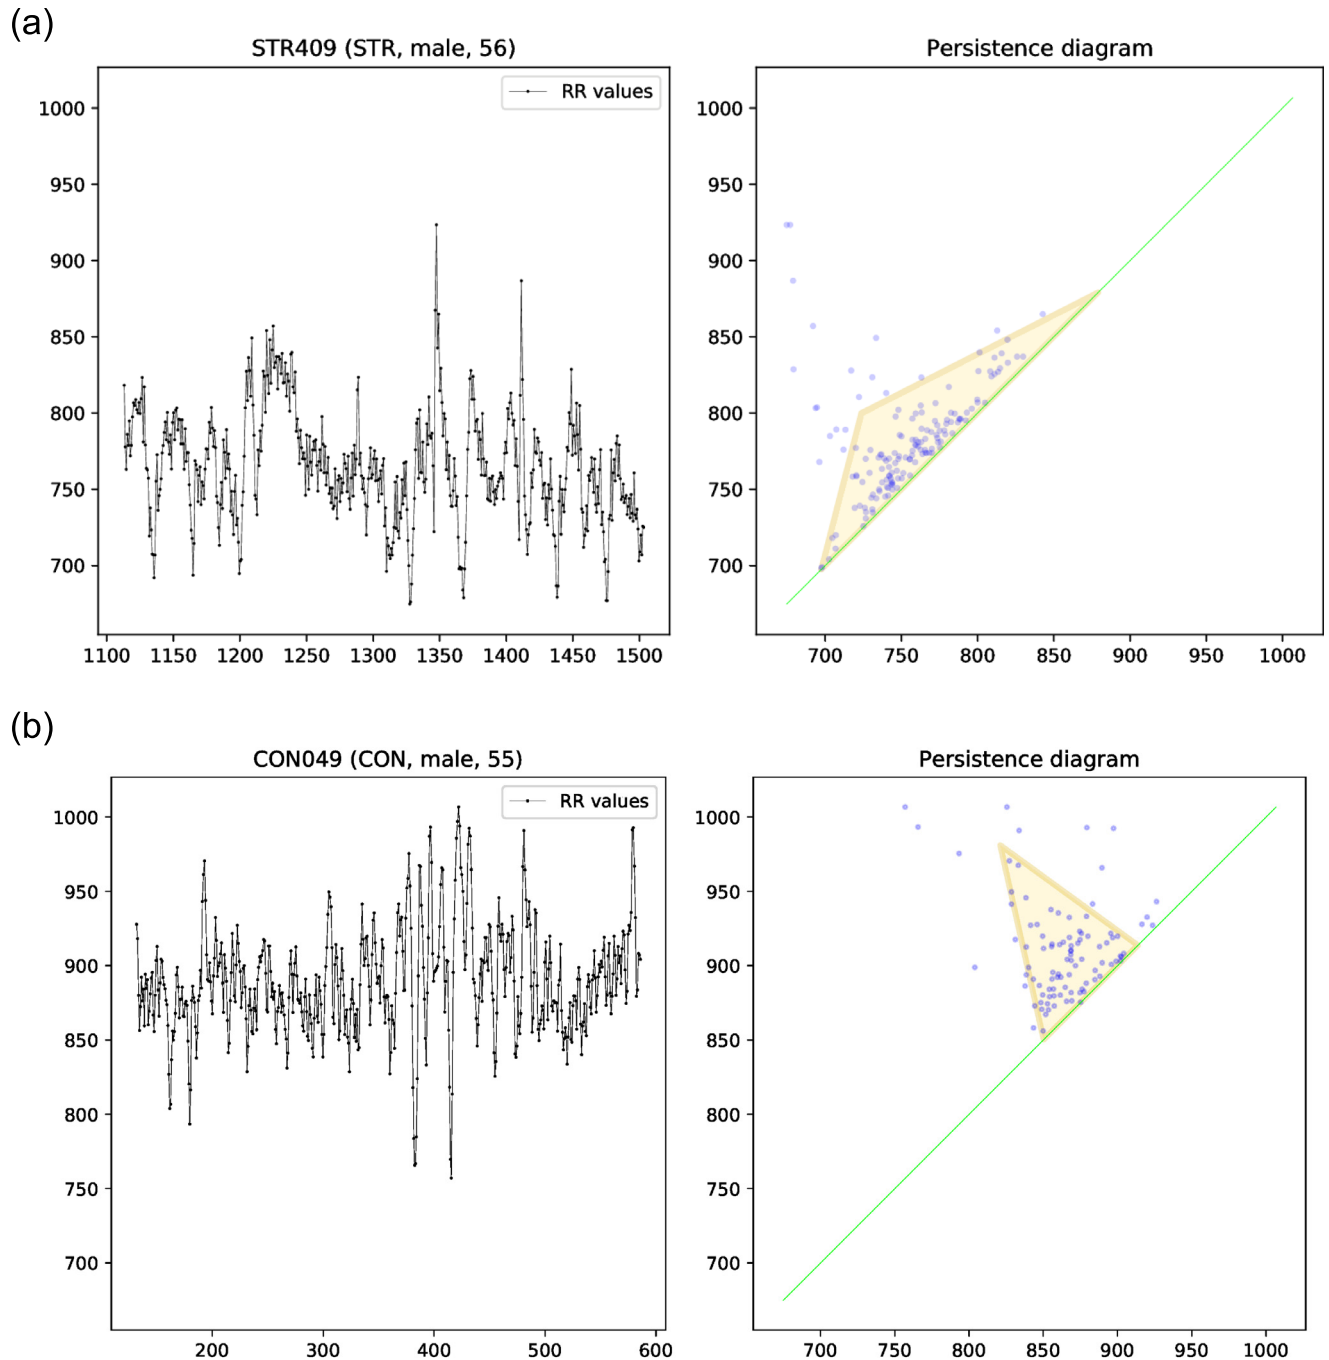 (a)
STR409 (STR, male, 56)
Persistence diagram
RR values
1000
950
900
850
800
750
700
1100 1150 1200 1250 1300 1350 1400 1450 1500
1000
950
900
850
800
750
700
700 750 800 850 900 950 1000
(b)
CON049 (CON, male, 55)
Persistence diagram
RR values
1000
950
900
850
800
750
700
200 300 400 500 600
1000
950
900
850
800
750
700
700 750 800 850 900 950 1000